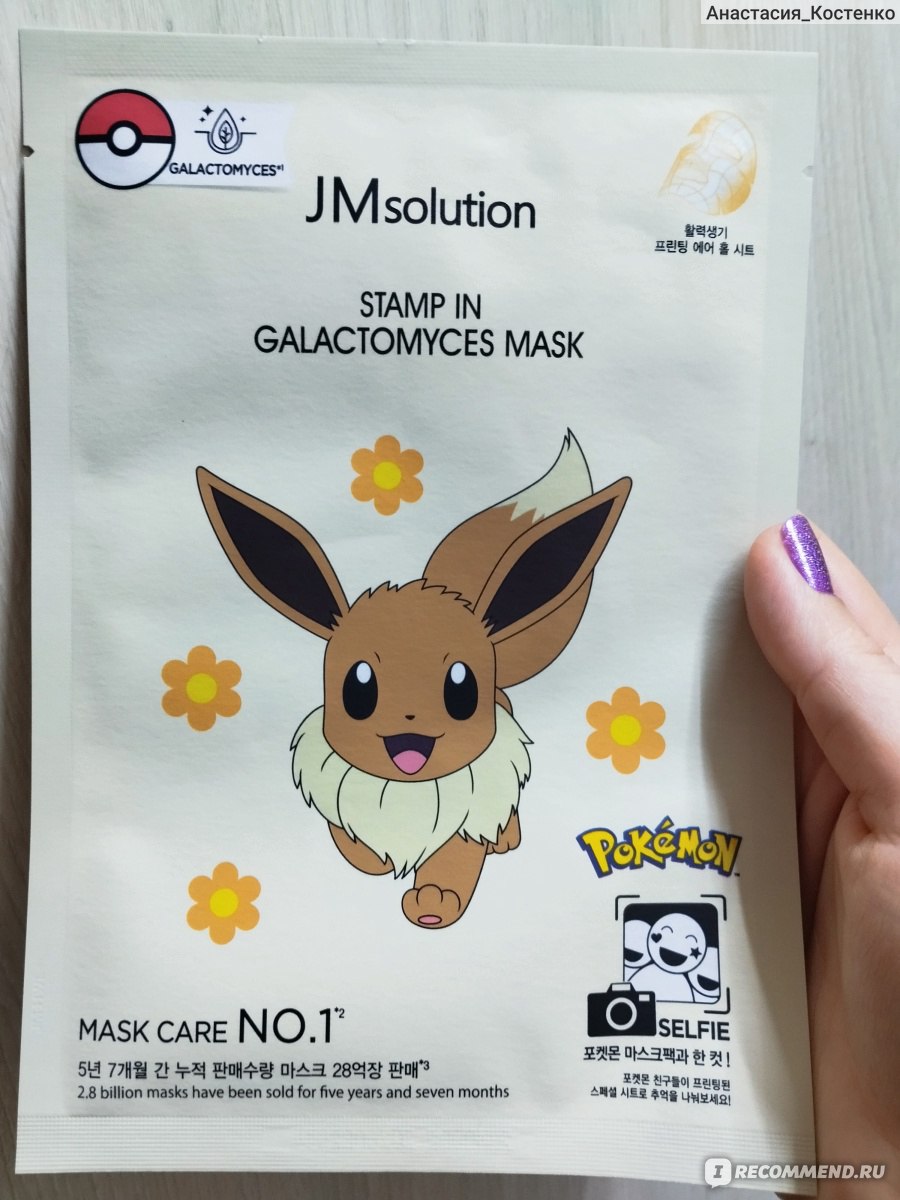 Анастасия_Костенко
GALACTOMYCES*1
JMsolution
활력생기
프린팅 에어 홀 시트
STAMP IN
GALACTOMYCES MASK
POKéMON
SELFIE
포켓몬 마스크팩과 한 컷!
포켓몬 친구들이 프린팅된
스페셜 시트로 추억을 나눠보세요!
MASK CARE NO.1*2
5년 7개월 간 누적 판매수량 마스크 28억장 판매*3
2.8 billion masks have been sold for five years and seven months
IRECOMMEND.RU